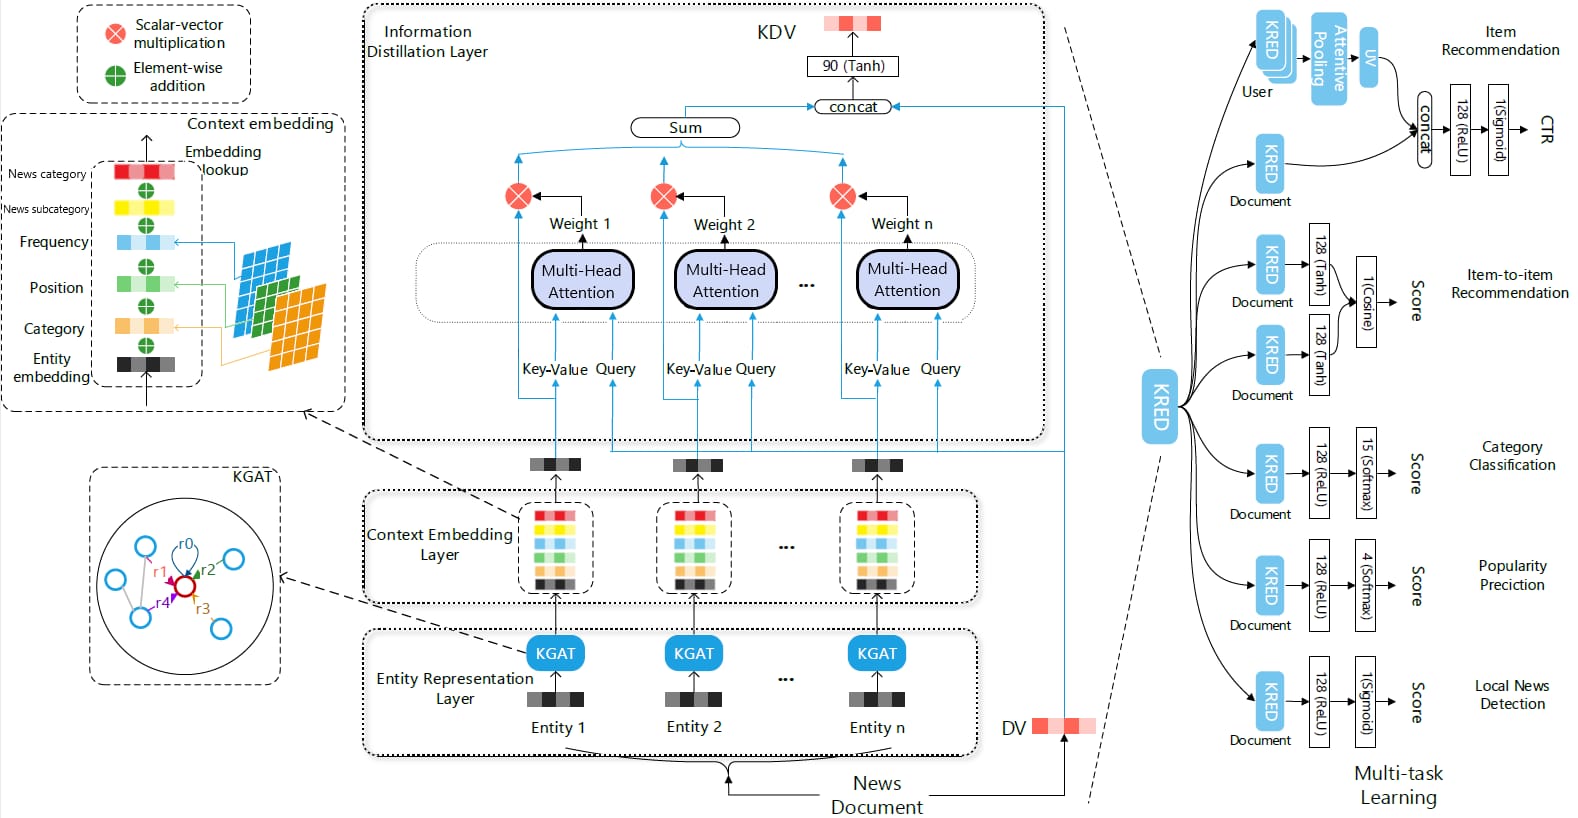 Scalar-vector
multiplication
Element-wise
addition
Context embedding
Embedding
lookup
News category
News subcategory
Frequency
Position
Category
Entity
embedding
KGAT
r0
r1
r2
r3
r4
Information
Distillation Layer
KDV
90 (Tanh)
concat
Sum
Weight 1
Weight 2
Weight n
Multi-Head
Attention
Multi-Head
Attention
...
Multi-Head
Attention
Key-Value Query
Key-Value Query
Key-Value Query
Context Embedding
Layer
...
KGAT
KGAT
KGAT
Entity Representation
Layer
...
Entity 1
Entity 2
Entity n
DV
News
Document
KRED
KRED
User
Attentive
Pooling
UV
Item
Recommendation
concat
128 (ReLU)
1(Sigmoid)
CTR
KRED
Document
KRED
Document
128 (Tanh)
KRED
Document
128 (Tanh)
1(Cosine)
Score
Item-to-item
Recommendation
KRED
Document
128 (ReLU)
15 (Softmax)
Score
Category
Classification
KRED
Document
128 (ReLU)
4 (Softmax)
Score
Popularity
Preciction
KRED
Document
128 (ReLU)
1(Sigmoid)
Score
Local News
Detection
Multi-task
Learning